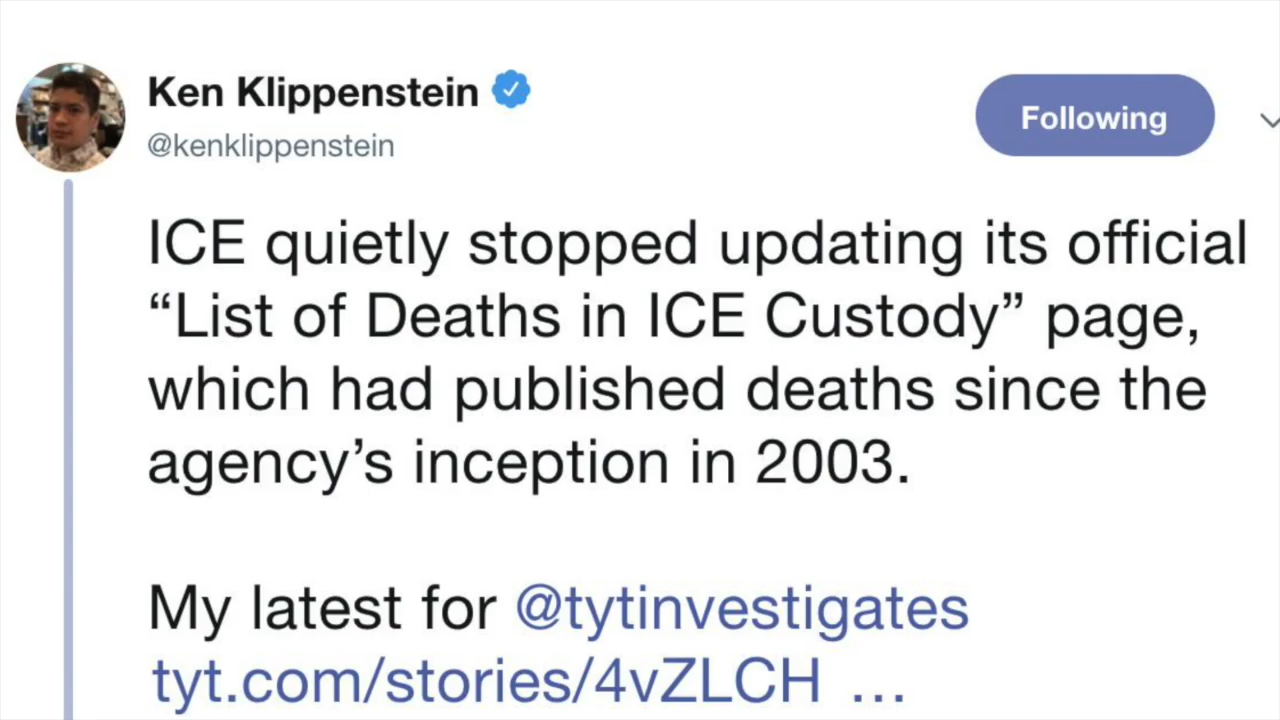 Ken Klippenstein
@kenklippenstein
Following
ICE quietly stopped updating its official
“List of Deaths in ICE Custody” page,
which had published deaths since the
agency’s inception in 2003.
My latest for @tytinvestigates
tyt.com/stories/4vZLCH …